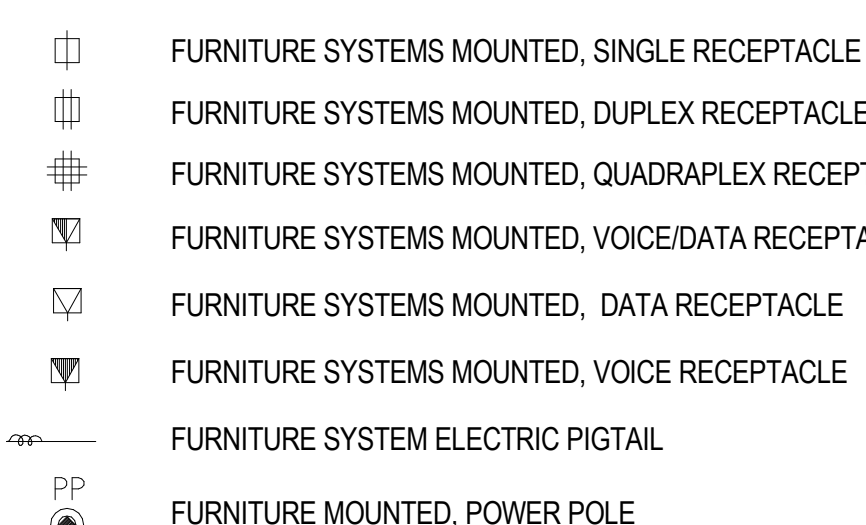 FURNITURE SYSTEMS MOUNTED, SINGLE RECEPTACLE
FURNITURE SYSTEMS MOUNTED, DUPLEX RECEPTACLE
FURNITURE SYSTEMS MOUNTED, QUADRAPLEX RECEPT
FURNITURE SYSTEMS MOUNTED, VOICE/DATA RECEPTA
FURNITURE SYSTEMS MOUNTED, DATA RECEPTACLE
FURNITURE SYSTEMS MOUNTED, VOICE RECEPTACLE
FURNITURE SYSTEM ELECTRIC PIGTAIL
PP
FURNITURE MOUNTED, POWER POLE